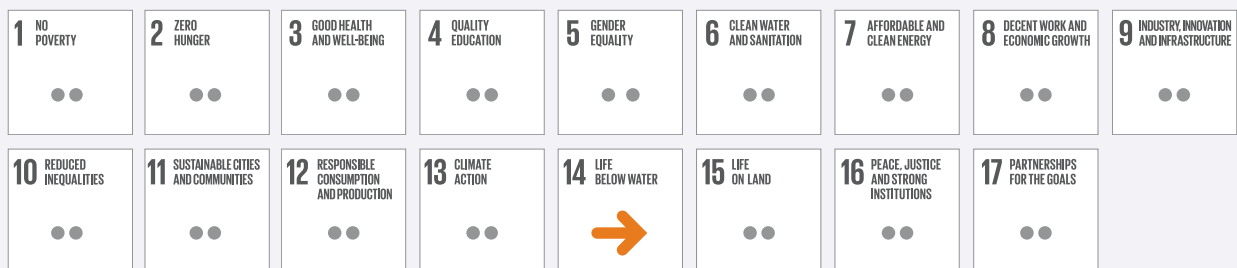 1 NO
POVERTY
2 ZERO
HUNGER
3 GOOD HEALTH
AND WELL-BEING
4 QUALITY
EDUCATION
5 GENDER
EQUALITY
6 CLEAN WATER
AND SANITATION
7 AFFORDABLE AND
CLEAN ENERGY
8 DECENT WORK AND
ECONOMIC GROWTH
9 INDUSTRY, INNOVATION
AND INFRASTRUCTURE
10 REDUCED
INEQUALITIES
11 SUSTAINABLE CITIES
AND COMMUNITIES
12 RESPONSIBLE
CONSUMPTION
AND PRODUCTION
13 CLIMATE
ACTION
14 LIFE
BELOW WATER
15 LIFE
ON LAND
16 PEACE, JUSTICE
AND STRONG
INSTITUTIONS
17 PARTNERSHIPS
FOR THE GOALS